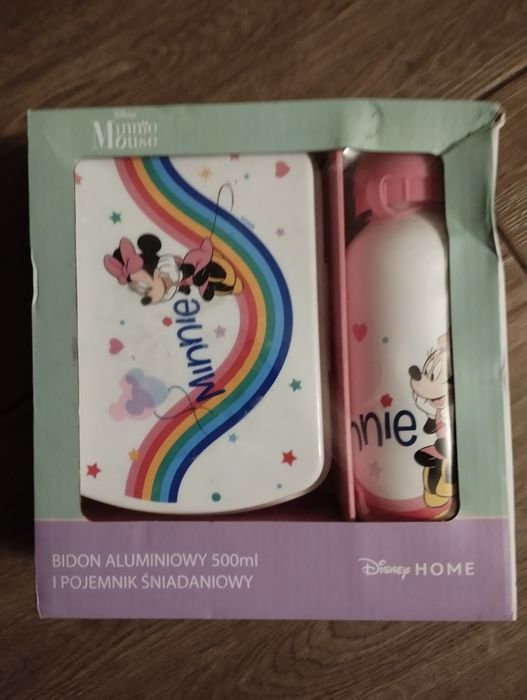 Disney
Minnie
Mouse
Minnie
nnie
BIDON ALUMINIOWY 500ml
I POJEMNIK ŚNIADANIOWY
Disney HOME